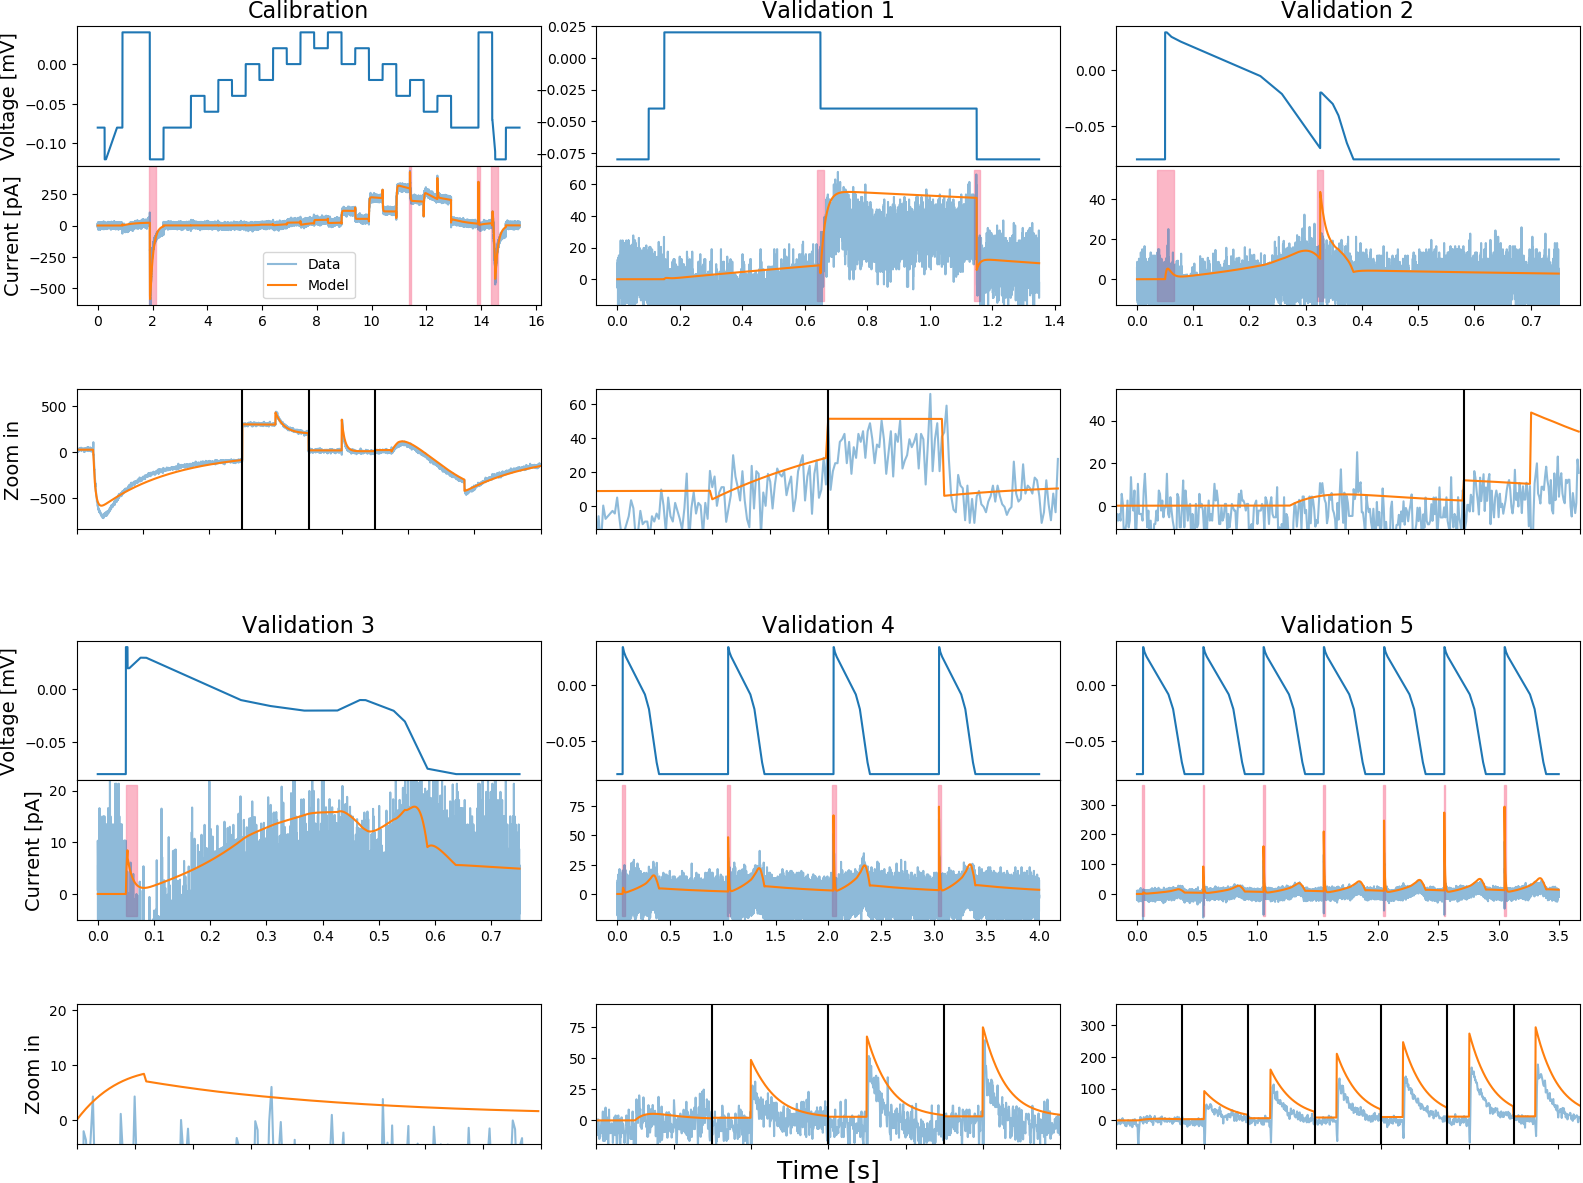 Calibration
Validation 1
Validation 2
Voltage [mV]
0.00
−0.05
−0.10
0.025
0.000
−0.025
−0.050
−0.075
0.00
−0.05
Current [pA]
250
0
−250
−500
Data
Model
60
40
20
0
40
20
0
0 2 4 6 8 10 12 14 16
0.0 0.2 0.4 0.6 0.8 1.0 1.2 1.4
0.0 0.1 0.2 0.3 0.4 0.5 0.6 0.7
Zoom in
500
0
−500
60
40
20
0
40
20
0
Validation 3
Validation 4
Validation 5
Voltage [mV]
0.00
−0.05
0.00
−0.05
0.00
−0.05
Current [pA]
20
10
0
75
50
25
0
300
200
100
0
0.0 0.1 0.2 0.3 0.4 0.5 0.6 0.7
0.0 0.5 1.0 1.5 2.0 2.5 3.0 3.5 4.0
0.0 0.5 1.0 1.5 2.0 2.5 3.0 3.5
Zoom in
20
10
0
75
50
25
0
300
200
100
0
Time [s]